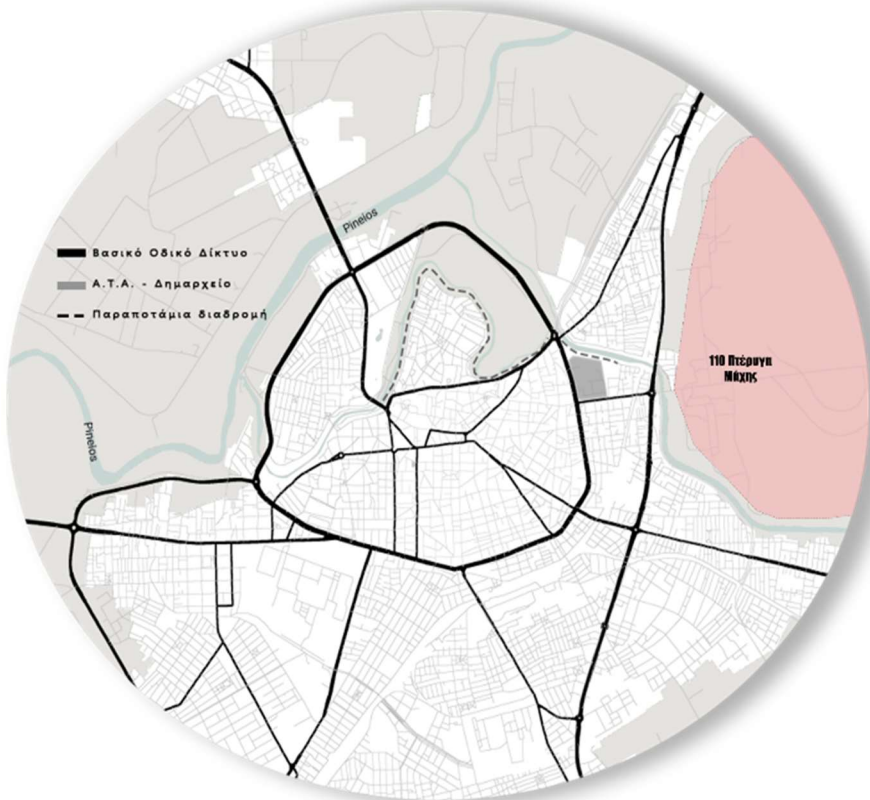 Pineios
Βασικό Οδικό Δίκτυο
Α.Τ.Α. - Δημαρχείο
Παραποτάμια διαδρομή
110 Πτέρυγα
Μάχης
Pineios